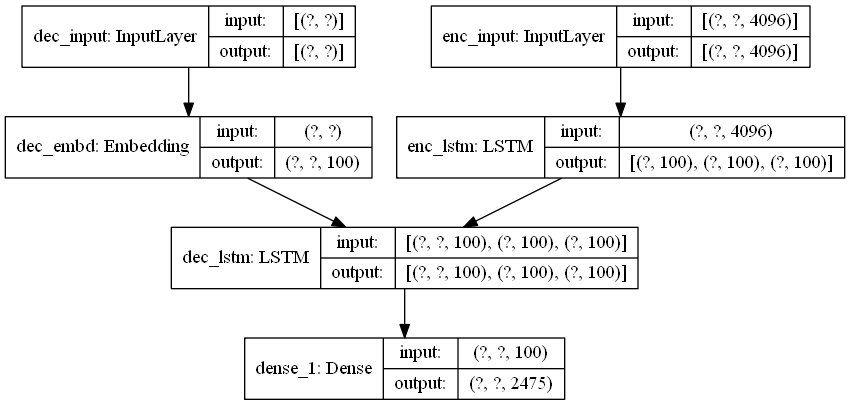 dec_input: InputLayer
input:
[(?, ?)]
output:
[(?, ?)]
enc_input: InputLayer
input:
[(?, ?, 4096)]
output:
[(?, ?, 4096)]
dec_embd: Embedding
input:
(?, ?)
output:
(?, ?, 100)
enc_lstm: LSTM
input:
(?, ?, 4096)
output:
[(?, 100), (?, 100), (?, 100)]
dec_lstm: LSTM
input:
[(?, ?, 100), (?, 100), (?, 100)]
output:
[(?, ?, 100), (?, 100), (?, 100)]
dense_1: Dense
input:
(?, ?, 100)
output:
(?, ?, 2475)